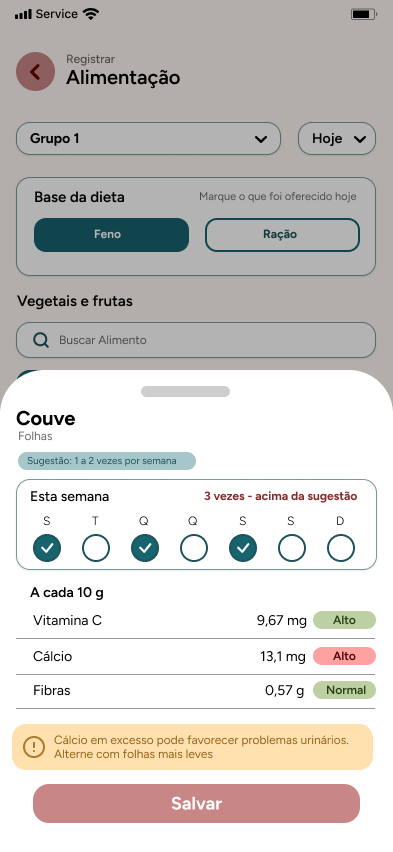 Service
Registrar
Alimentação
Grupo 1
Hoje
Base da dieta
Marque o que foi oferecido hoje
Feno
Ração
Vegetais e frutas
Buscar Alimento
Couve
Folhas
Sugestão: 1 a 2 vezes por semana
Esta semana
3 vezes - acima da sugestão
S T Q Q S S D
A cada 10 g
Vitamina C 9,67 mg Alto
Cálcio 13,1 mg Alto
Fibras 0,57 g Normal
Cálcio em excesso pode favorecer problemas urinários.
Alterne com folhas mais leves
Salvar